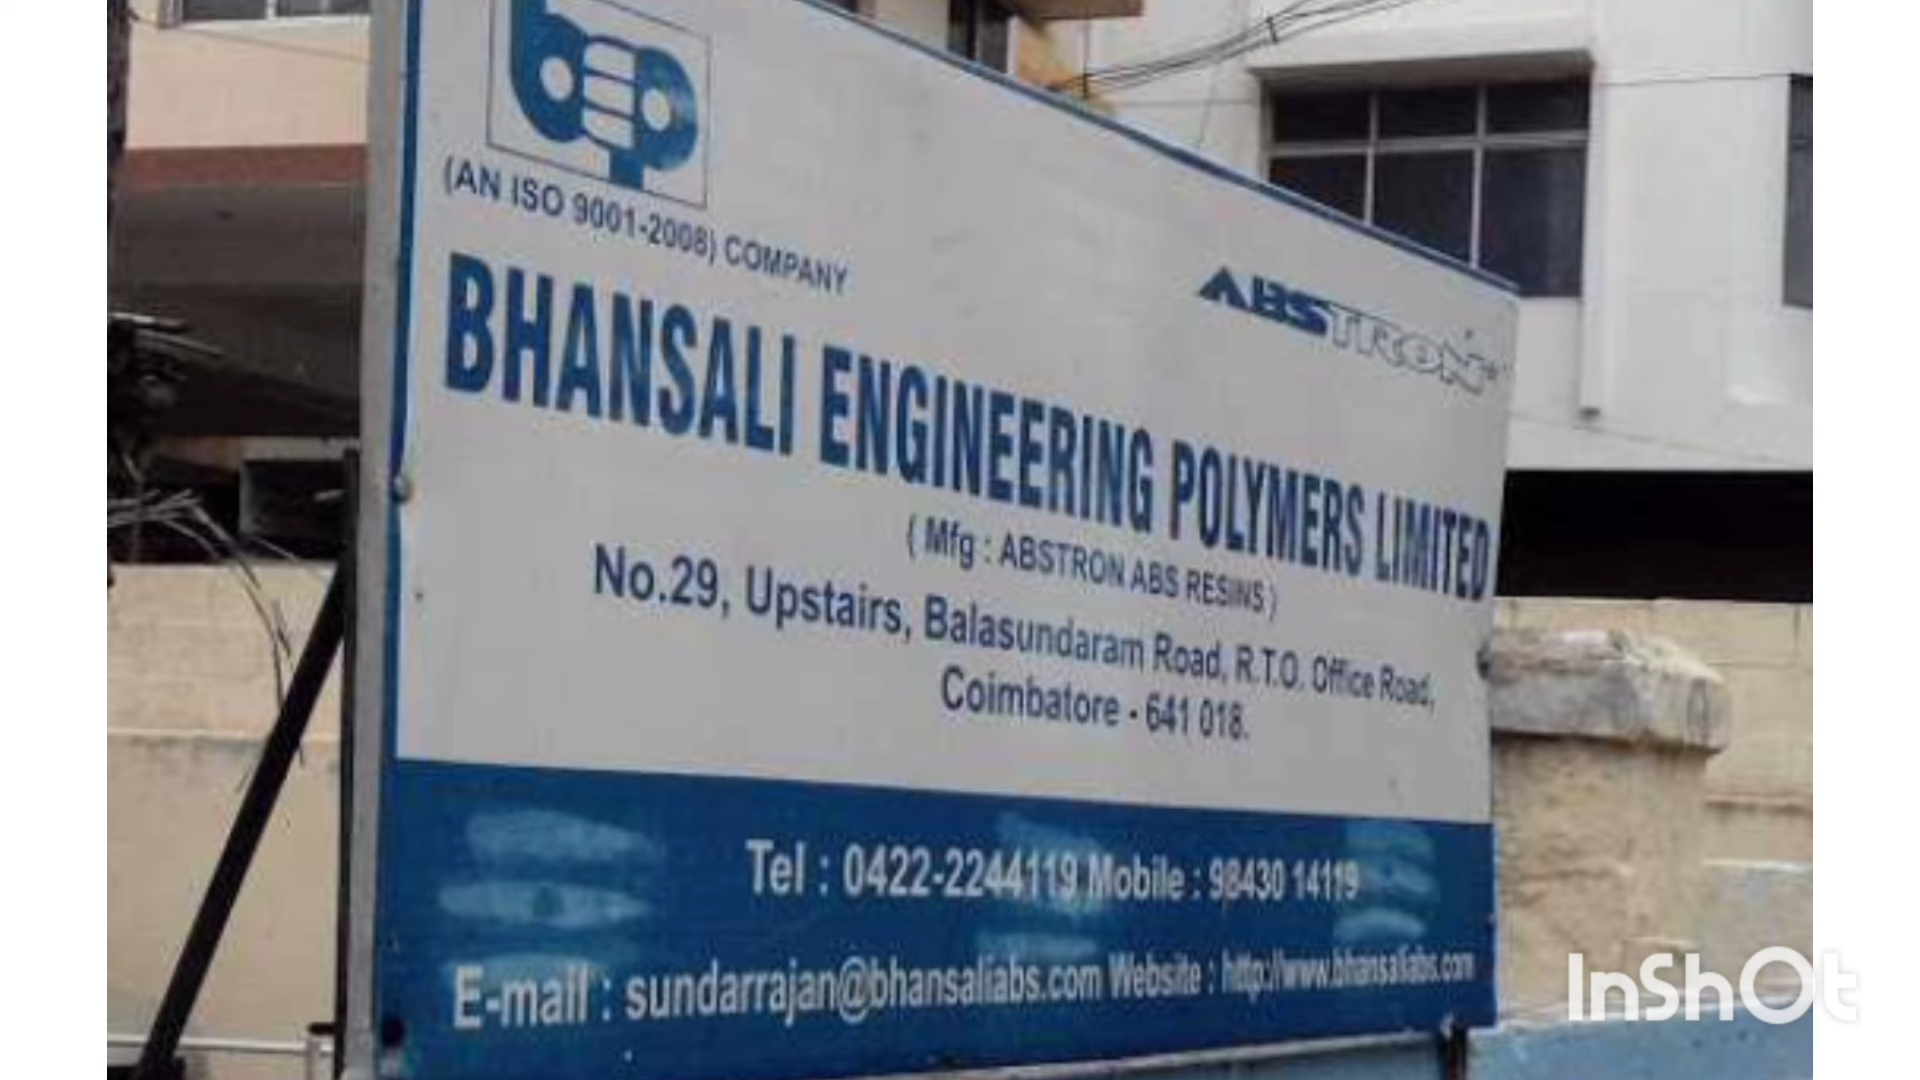 bep
(AN ISO 9001-2008) COMPANY
ABSTRON
BHANSALI ENGINEERING POLYMERS LIMITED
( Mfg : ABSTRON ABS RESINS )
No.29, Upstairs, Balasundaram Road, R.T.O. Office Road,
Coimbatore - 641 018.
Tel : 0422-2244119 Mobile : 98430 14119
E-mail : sundarrajan@bhansaliabs.com Website : http://www.bhansaliabs.com
InShOt